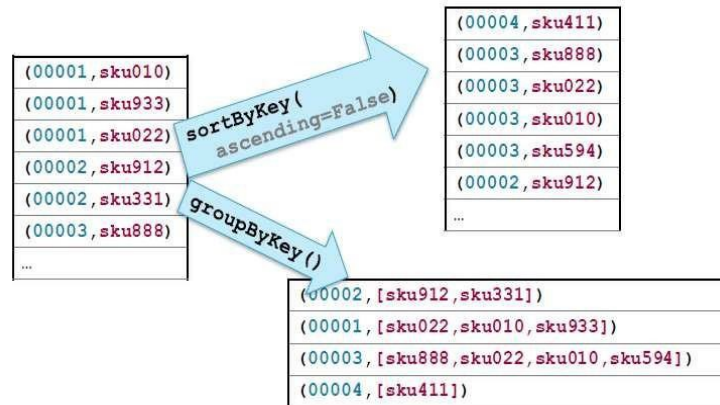 (00001,sku010)
(00001,sku933)
(00001,sku022)
(00002,sku912)
(00002,sku331)
(00003,sku888)
…
sortByKey(
ascending=False)
groupByKey()
(00004,sku411)
(00003,sku888)
(00003,sku022)
(00003,sku010)
(00003,sku594)
(00002,sku912)
…
(00002,[sku912,sku331])
(00001,[sku022,sku010,sku933])
(00003,[sku888,sku022,sku010,sku594])
(00004,[sku411])